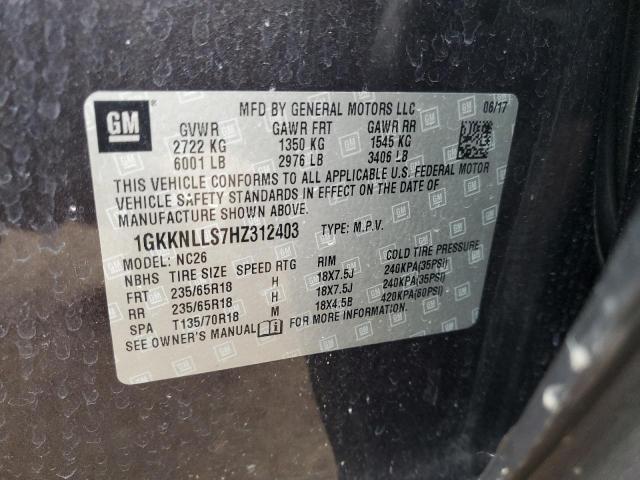 GM
MFD BY GENERAL MOTORS LLC 06/17
GVWR GAWR FRT GAWR RR
2722 KG 1350 KG 1545 KG
6001 LB 2976 LB 3406 LB
THIS VEHICLE CONFORMS TO ALL APPLICABLE U.S. FEDERAL MOTOR
VEHICLE SAFETY STANDARDS IN EFFECT ON THE DATE OF
MANUFACTURE SHOWN ABOVE.
1GKKNLLS7HZ312403 TYPE: M.P.V.
MODEL: NC26
NBHS TIRE SIZE SPEED RTG RIM COLD TIRE PRESSURE
FRT 235/65R18 H 18X7.5J 240KPA(35PSI)
RR 235/65R18 H 18X7.5J 240KPA(35PSI)
SPA T135/70R18 M 18X4.5B 420KPA(60PSI)
SEE OWNER'S MANUAL